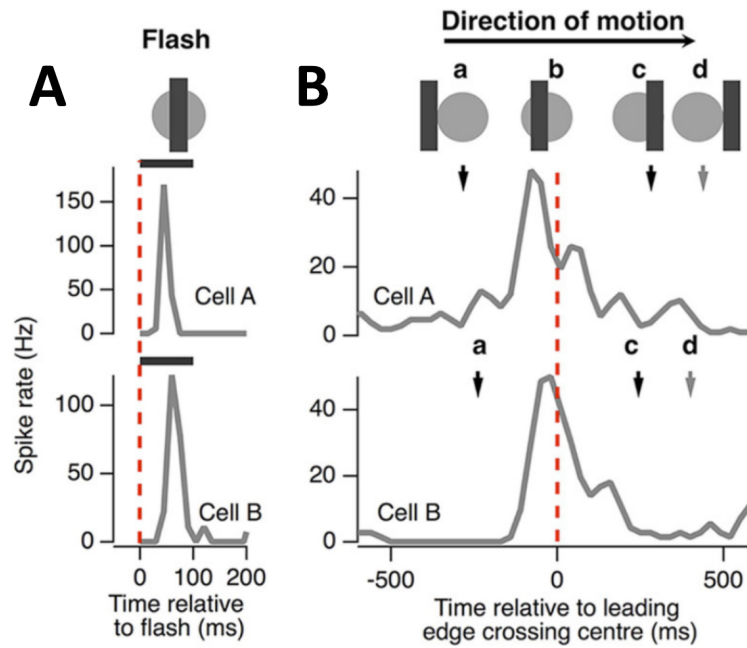 A
Flash
B
Direction of motion
a b c d
Spike rate (Hz)
150
100
50
0
Cell A
40
20
0
Cell A
a c d
100
50
0
Cell B
40
20
0
Cell B
0 100 200
Time relative
to flash (ms)
-500 0 500
Time relative to leading
edge crossing centre (ms)